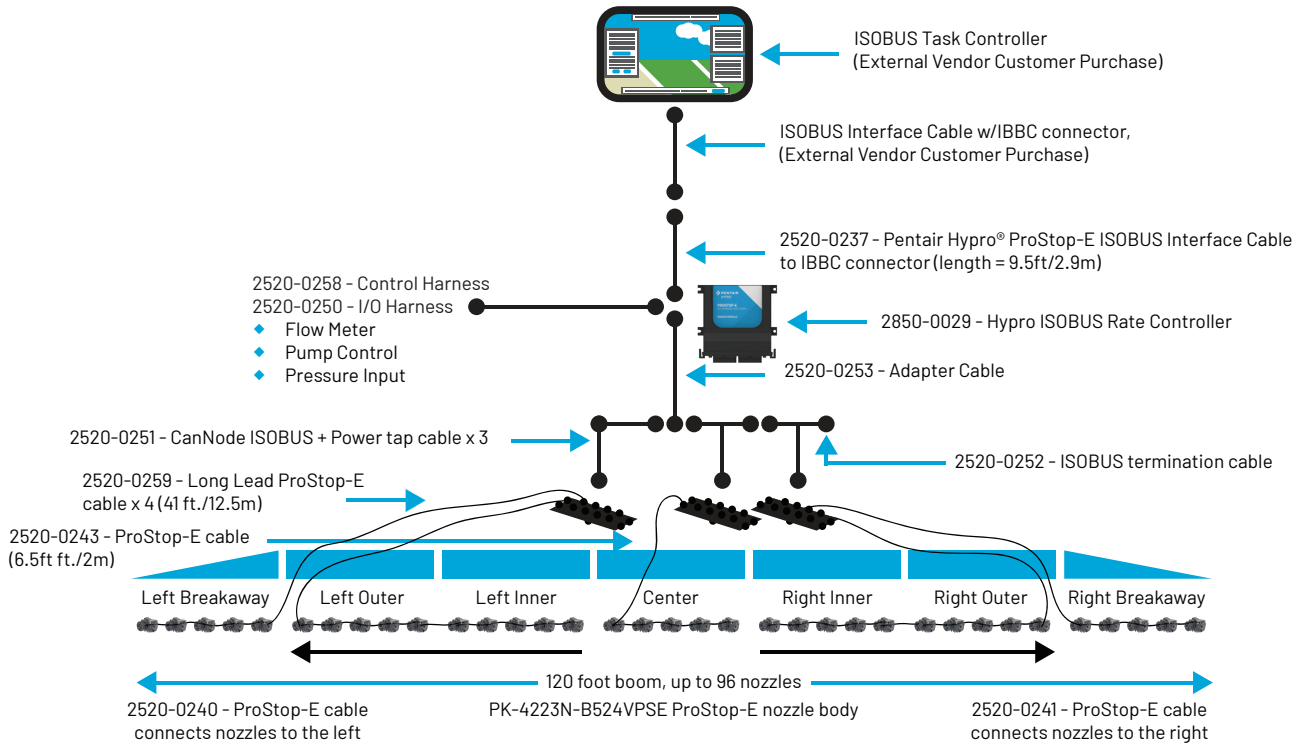 ISOBUS Task Controller
(External Vendor Customer Purchase)
ISOBUS Interface Cable w/IBBC connector,
(External Vendor Customer Purchase)
2520-0237 - Pentair Hypro® ProStop-E ISOBUS Interface Cable
to IBBC connector (length = 9.5ft/2.9m)
2520-0258 - Control Harness
2520-0250 - I/O Harness
Flow Meter
Pump Control
Pressure Input
PENTAIR
PROSTOP-E
2850-0029 - Hypro ISOBUS Rate Controller
2520-0253 - Adapter Cable
2520-0251 - CanNode ISOBUS + Power tap cable x 3
2520-0252 - ISOBUS termination cable
2520-0259 - Long Lead ProStop-E
cable x 4 (41 ft./12.5m)
2520-0243 - ProStop-E cable
(6.5ft ft./2m)
Left Breakaway
Left Outer
Left Inner
Center
Right Inner
Right Outer
Right Breakaway
120 foot boom, up to 96 nozzles
2520-0240 - ProStop-E cable
connects nozzles to the left
PK-4223N-B524VPSE ProStop-E nozzle body
2520-0241 - ProStop-E cable
connects nozzles to the right